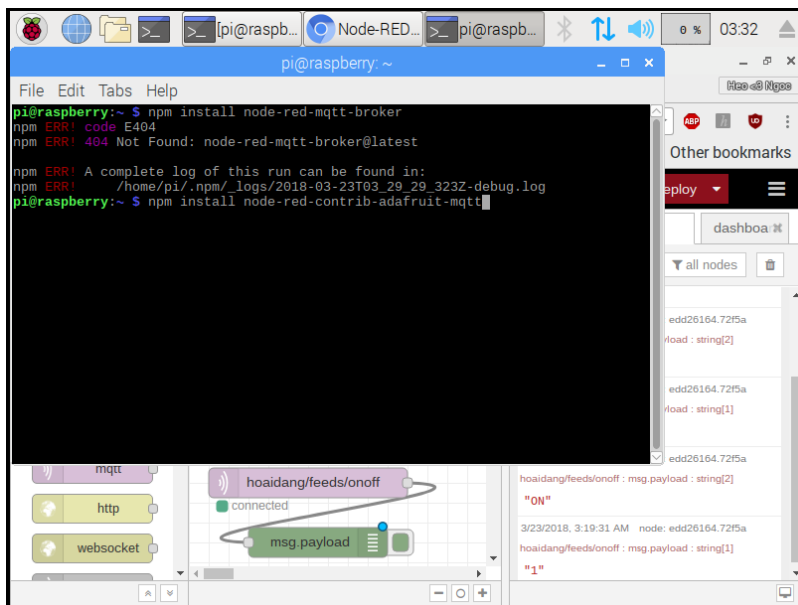 [pi@raspb...
Node-RED...
pi@raspb...
0 %
03:32
pi@raspberry: ~
File Edit Tabs Help
pi@raspberry:~ $ npm install node-red-mqtt-broker
npm ERR! code E404
npm ERR! 404 Not Found: node-red-mqtt-broker@latest
npm ERR! A complete log of this run can be found in:
npm ERR!     /home/pi/.npm/_logs/2018-03-23T03_29_29_323Z-debug.log
pi@raspberry:~ $ npm install node-red-contrib-adafruit-mqtt
Heo <3 Ngoc
ABP
h
Other bookmarks
eploy
dashboa
all nodes
edd26164.72f5a
yload : string[2]
edd26164.72f5a
yload : string[1]
edd26164.72f5a
hoaidang/feeds/onoff : msg.payload : string[2]
"ON"
3/23/2018, 3:19:31 AM node: edd26164.72f5a
hoaidang/feeds/onoff : msg.payload : string[1]
"1"
mqtt
http
websocket
hoaidang/feeds/onoff
connected
msg.payload